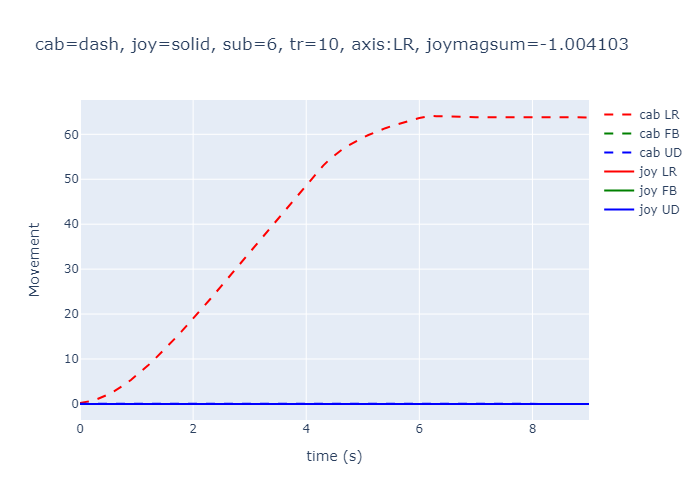 cab=dash, joy=solid, sub=6, tr=10, axis:LR, joymagsum=-1.004103
cab LR
cab FB
cab UD
joy LR
joy FB
joy UD
Movement
60
50
40
30
20
10
0
0 2 4 6 8
time (s)